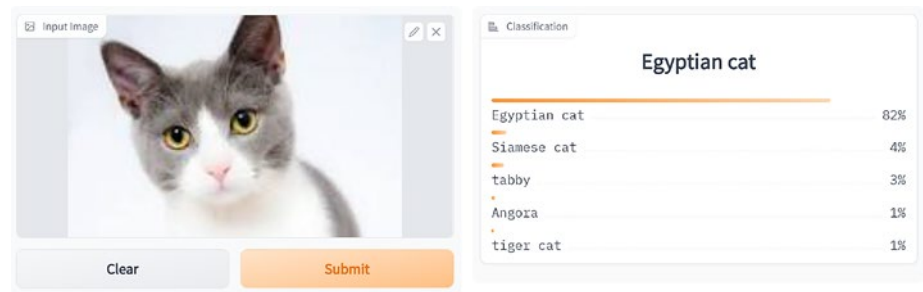 Input Image
Clear
Submit
Classification
Egyptian cat
Egyptian cat 82%
Siamese cat 4%
tabby 3%
Angora 1%
tiger cat 1%